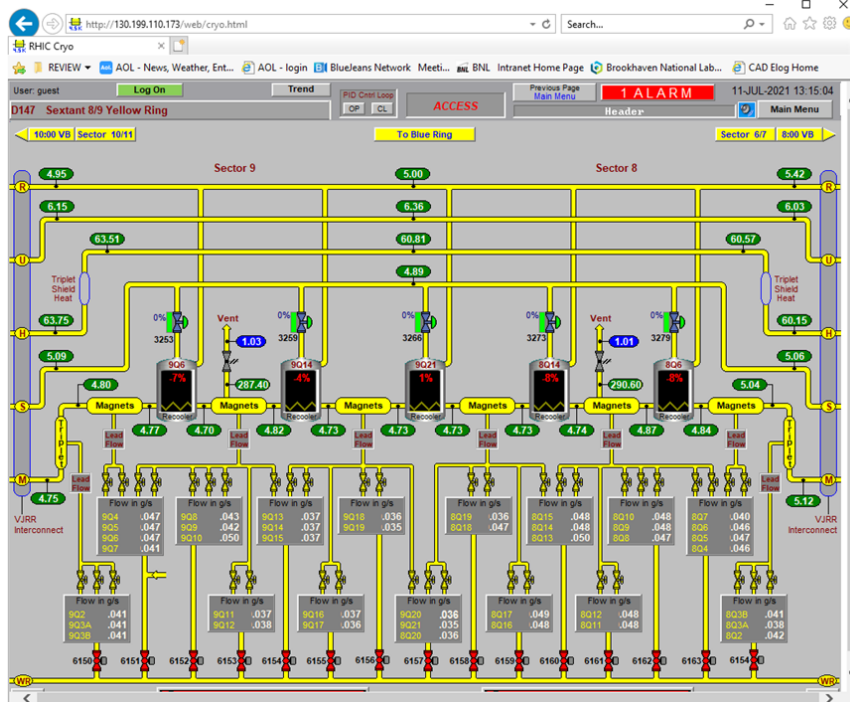 http://130.199.110.173/web/cryo.html
Search...
RHIC Cryo
REVIEW
AOL - News, Weather, Ent...
AOL - login
BlueJeans Network Meeti...
BNL Intranet Home Page
Brookhaven National Lab...
CAD Elog Home
User: guest
Log On
Trend
PID Cntrl Loop
OP
CL
ACCESS
Previous Page
Main Menu
1 ALARM
11-JUL-2021 13:15:04
D147 Sextant 8/9 Yellow Ring
Header
Main Menu
10:00 VB
Sector 10/11
To Blue Ring
Sector 6/7
8:00 VB
Sector 9
Sector 8
4.95
5.00
5.42
R
R
6.15
6.36
6.03
63.51
60.81
60.57
U
U
4.89
Triplet
Shield
Heat
Triplet
Shield
Heat
63.75
0%
3253
Vent
1.03
0%
3259
0%
3266
0%
3273
Vent
1.01
0%
3279
60.15
H
H
5.09
5.06
9Q6
-7%
9Q14
-4%
9Q21
1%
8Q14
-8%
8Q6
-8%
4.80
287.40
290.60
5.04
S
S
Magnets
Magnets
Magnets
Magnets
Magnets
Magnets
Recooler
Recooler
Recooler
Recooler
Recooler
4.77
4.70
4.82
4.73
4.73
4.73
4.74
4.87
4.84
Triplet
Triplet
Lead
Flow
Lead
Flow
Lead
Flow
Lead
Flow
Lead
Flow
Lead
Flow
Lead
Flow
Lead
Flow
M
M
4.75
5.12
VJRR
Interconnect
VJRR
Interconnect
Flow in g/s
9Q4 .047
9Q5 .047
9Q6 .047
9Q7 .041
Flow in g/s
9Q8 .043
9Q9 .042
9Q10 .050
Flow in g/s
9Q13 .037
9Q14 .037
9Q15 .037
Flow in g/s
9Q18 .036
9Q19 .035
Flow in g/s
8Q19 .036
8Q18 .047
Flow in g/s
8Q15 .048
8Q14 .048
8Q13 .050
Flow in g/s
8Q10 .048
8Q9 .048
8Q8 .047
Flow in g/s
8Q7 .040
8Q6 .046
8Q5 .047
8Q4 .046
Flow in g/s
9Q2 .041
9Q3A .041
9Q3B .041
Flow in g/s
9Q11 .037
9Q12 .038
Flow in g/s
9Q16 .037
9Q17 .036
Flow in g/s
9Q20 .036
9Q21 .035
8Q20 .036
Flow in g/s
8Q17 .049
8Q16 .048
Flow in g/s
8Q12 .048
8Q11 .048
Flow in g/s
8Q3B .041
8Q3A .038
8Q2 .042
6150
6151
6152
6153
6154
6155
6156
6157
6158
6159
6160
6161
6162
6163
6154
WR
WR